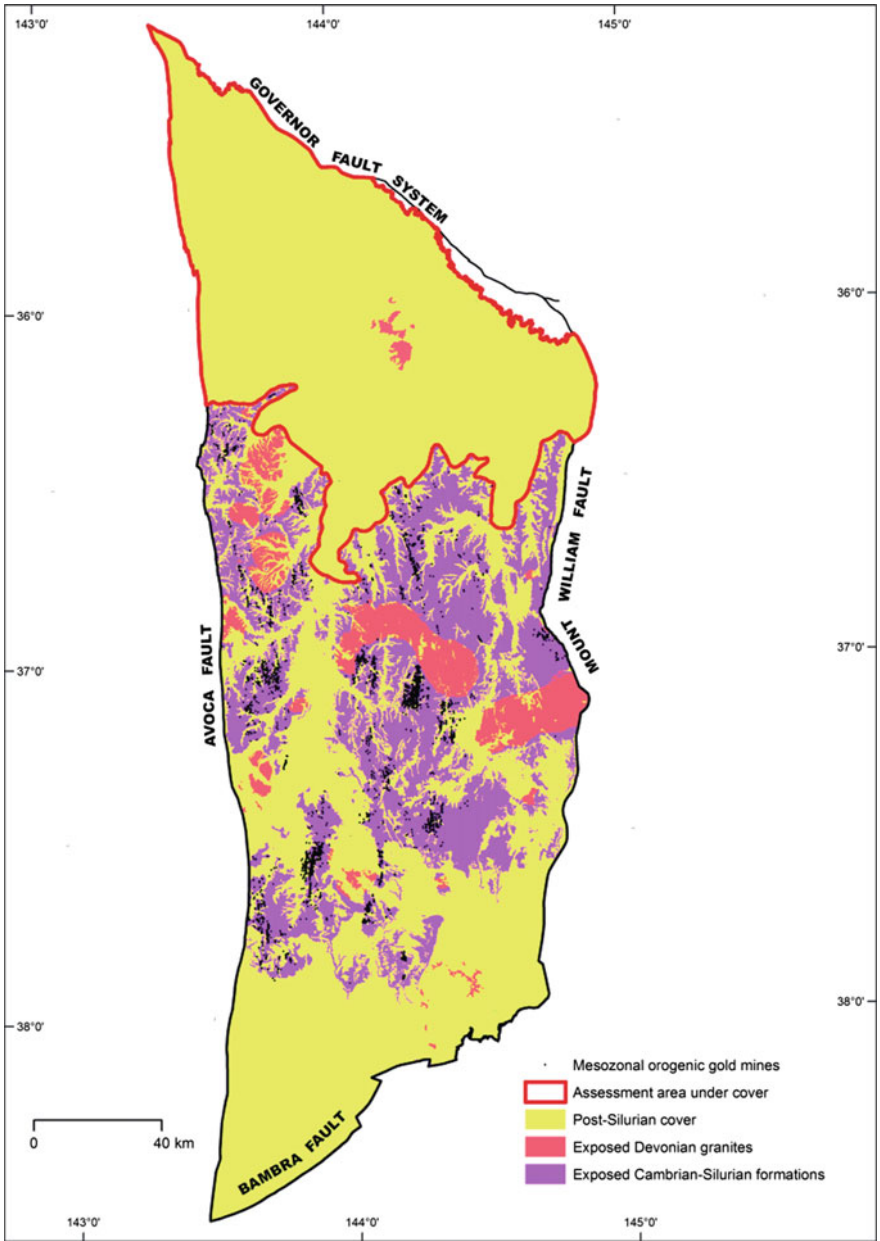 143°0'
144°0'
145°0'
GOVERNOR FAULT SYSTEM
36°0'
36°0'
MOUNT WILLIAM FAULT
AVOCA FAULT
37°0'
37°0'
38°0'
38°0'
Mesozonal orogenic gold mines
Assessment area under cover
Post-Silurian cover
Exposed Devonian granites
Exposed Cambrian-Silurian formations
0 40 km
BAMBRA FAULT
143°0'
144°0'
145°0'